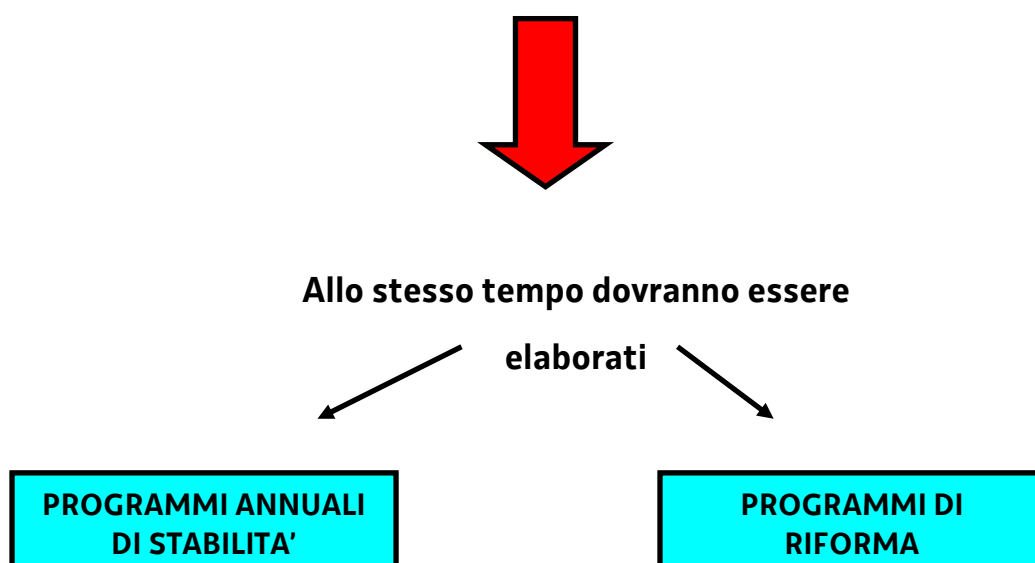 Allo stesso tempo dovranno essere
elaborati
PROGRAMMI ANNUALI
DI STABILITA’
PROGRAMMI DI
RIFORMA